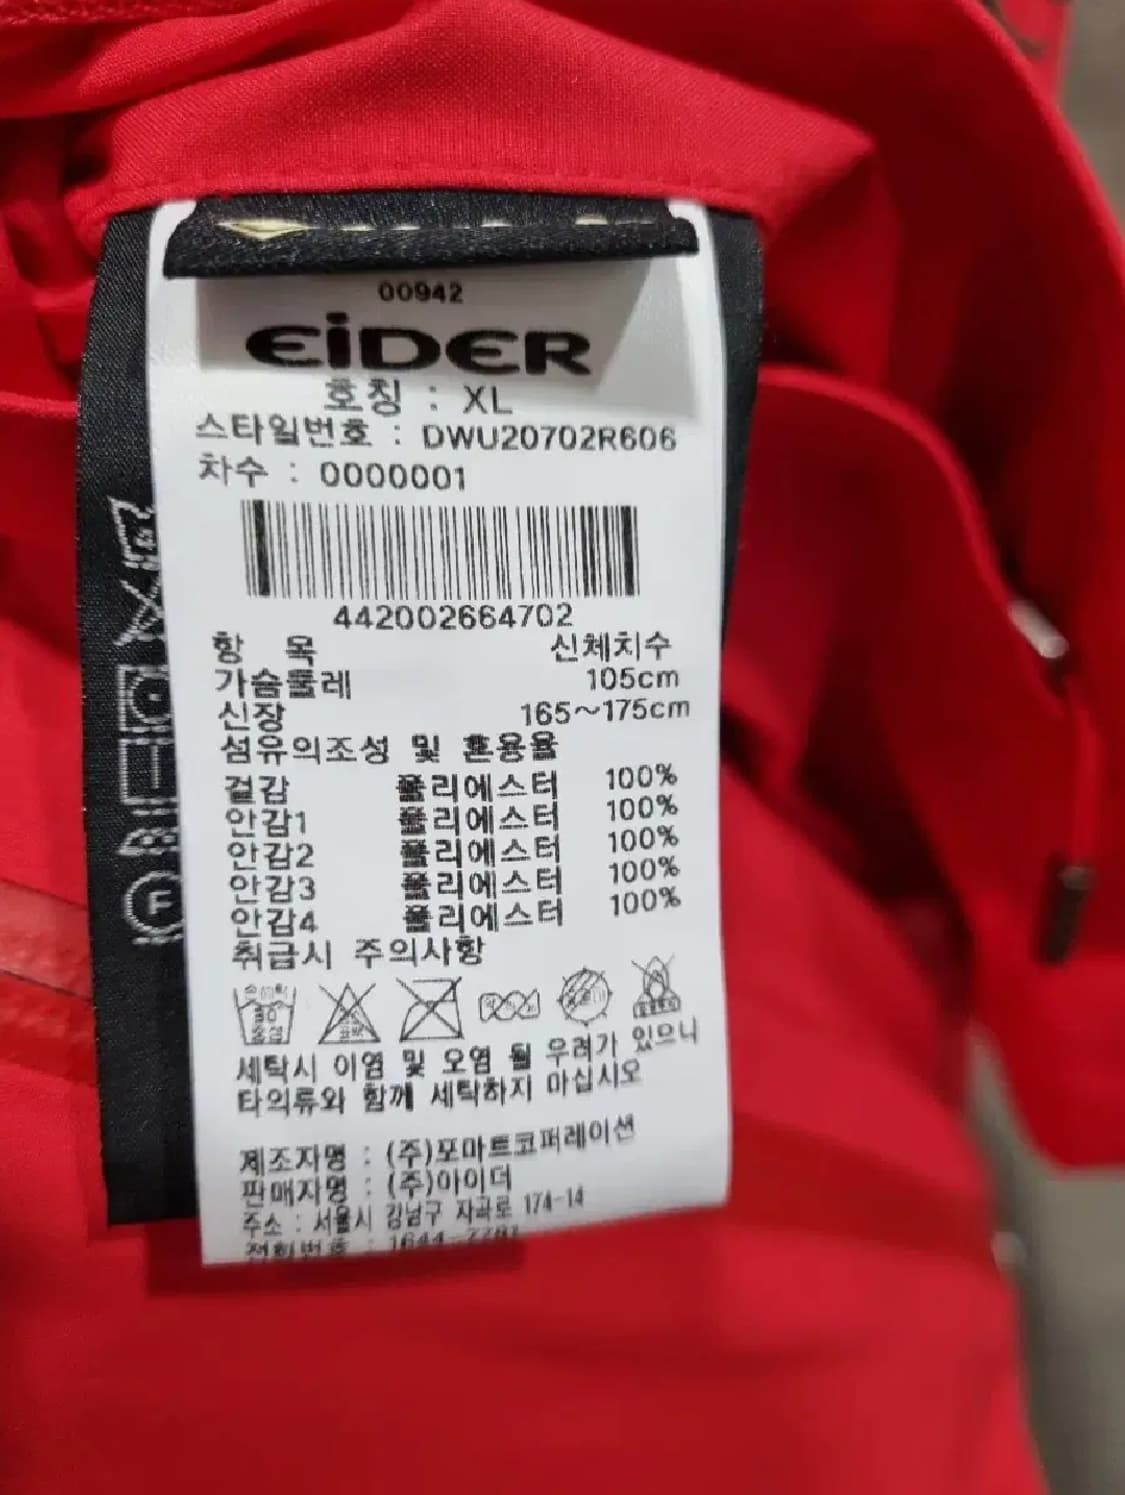 00942
EiDER
호칭 : XL
스타일번호 : DWU20702R606
차수 : 0000001
442002664702
항 목 신체치수
가슴둘레 105cm
신장 165~175cm
섬유의조성 및 혼용율
겉감 폴리에스터 100%
안감1 폴리에스터 100%
안감2 폴리에스터 100%
안감3 폴리에스터 100%
안감4 폴리에스터 100%
취급시 주의사항
세탁시 이염 및 오염 될 우려가 있으니
타의류와 함께 세탁하지 마십시오
제조자명 : (주)포마트코퍼레이션
판매자명 : (주)아이더
주소 : 서울시 강남구 자곡로 174-14
전화번호 : 1644-
F